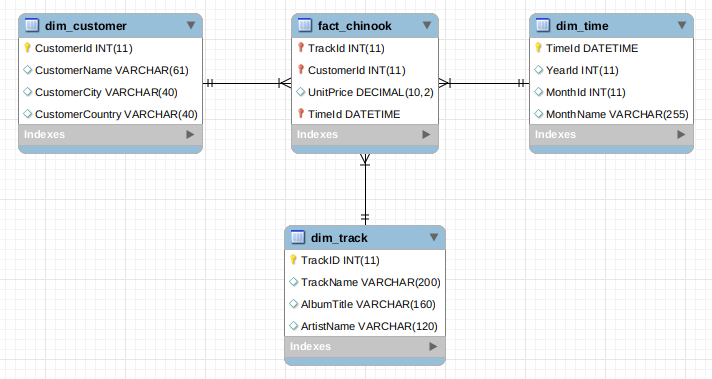 dim_customer
CustomerId INT(11)
CustomerName VARCHAR(61)
CustomerCity VARCHAR(40)
CustomerCountry VARCHAR(40)
Indexes
fact_chinook
TrackId INT(11)
CustomerId INT(11)
UnitPrice DECIMAL(10,2)
TimeId DATETIME
Indexes
dim_time
TimeId DATETIME
YearId INT(11)
MonthId INT(11)
MonthName VARCHAR(255)
Indexes
dim_track
TrackID INT(11)
TrackName VARCHAR(200)
AlbumTitle VARCHAR(160)
ArtistName VARCHAR(120)
Indexes